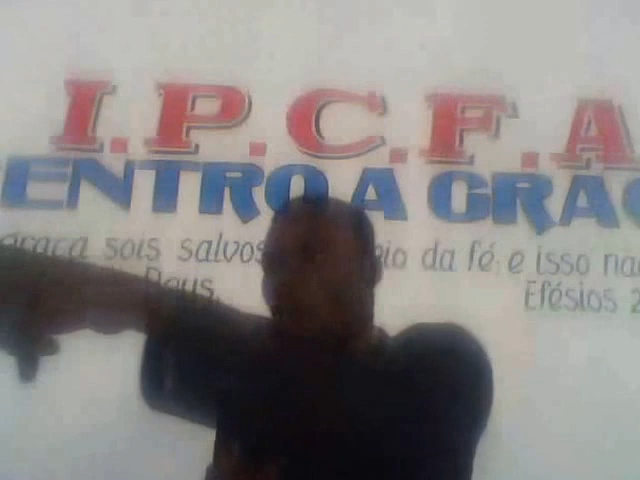 I.P.C.F.A
ENTRO A GRAÇ
graça sois salvos io da fé, e isso na
Deus. Efésios 2